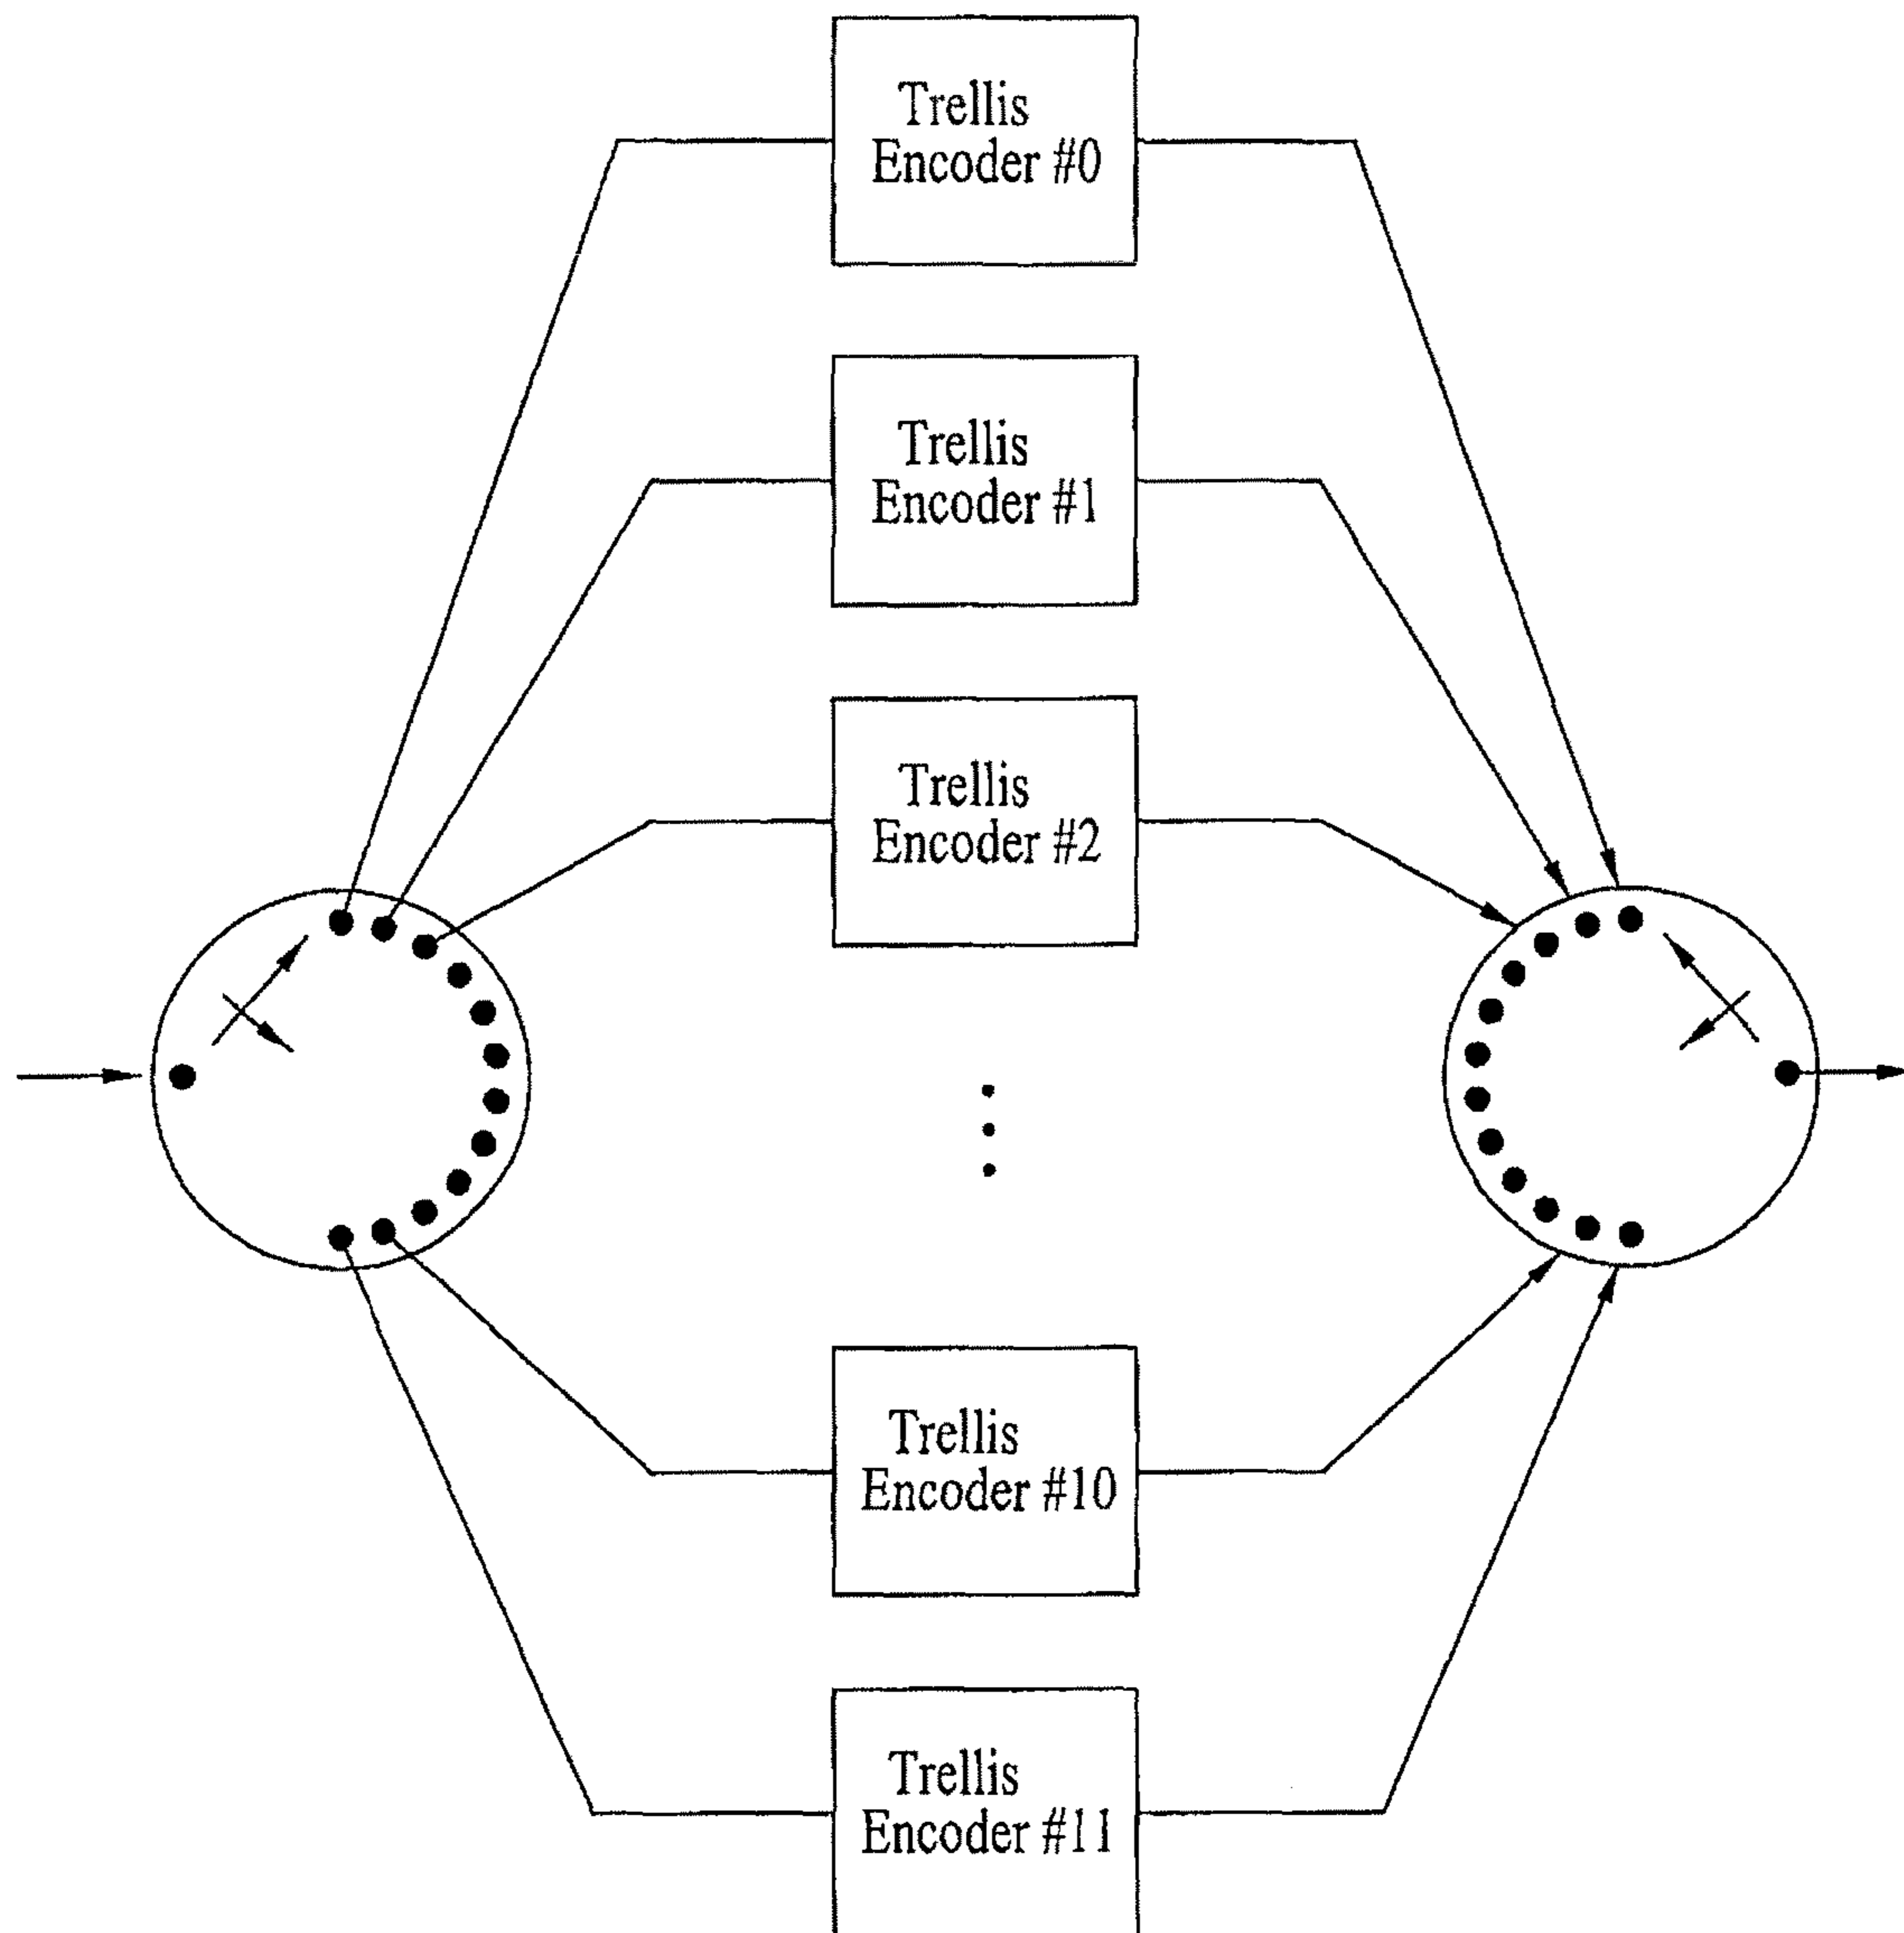 Trellis
Encoder #0
Trellis
Encoder #1
Trellis
Encoder #2
Trellis
Encoder #10
Trellis
Encoder #11